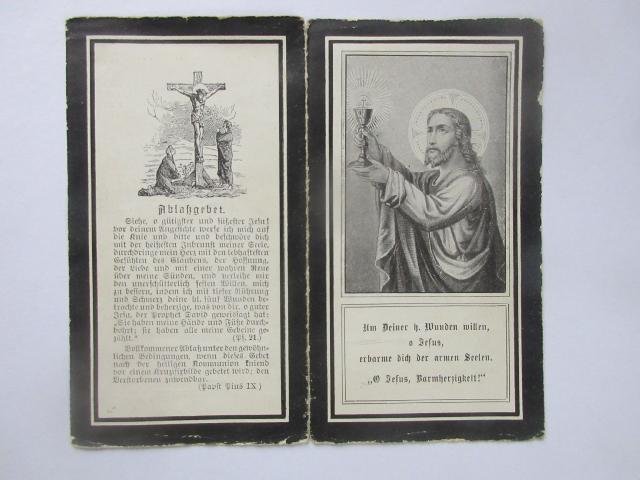 Ablaßgebet.
Siehe, o gütigster und süßester Jesu!
vor deinem Angesichte werfe ich mich auf
die Knie und bitte und beschwöre dich
mit der heißesten Inbrunst meiner Seele,
durchdringe mein Herz mit den lebhaftesten
Gefühlen des Glaubens, der Hoffnung,
der Liebe und mit einer wahren Reue
über meine Sünden, und verleihe mir
den unerschütterlich festen Willen, mich
zu bessern, indem ich mit tiefer Rührung
und Schmerz deine hl. fünf Wunden be-
trachte und beherzige, was von dir, o guter
Jesu, der Prophet David geweissagt hat:
„Sie haben meine Hände und Füße durch-
bohrt; sie haben alle meine Gebeine ge-
zählt.“ (Ps. 21.)
Vollkommener Ablaß unter den gewöhn-
lichen Bedingungen, wenn dieses Gebet
nach der heiligen Kommunion kniend
vor einem Kruzifixbilde gebetet wird; den
Verstorbenen zuwendbar.
(Papst Pius IX.)
Um Deiner h. Wunden willen,
o Jesus,
erbarme dich der armen Seelen.
„O Jesus, Barmherzigkeit!“